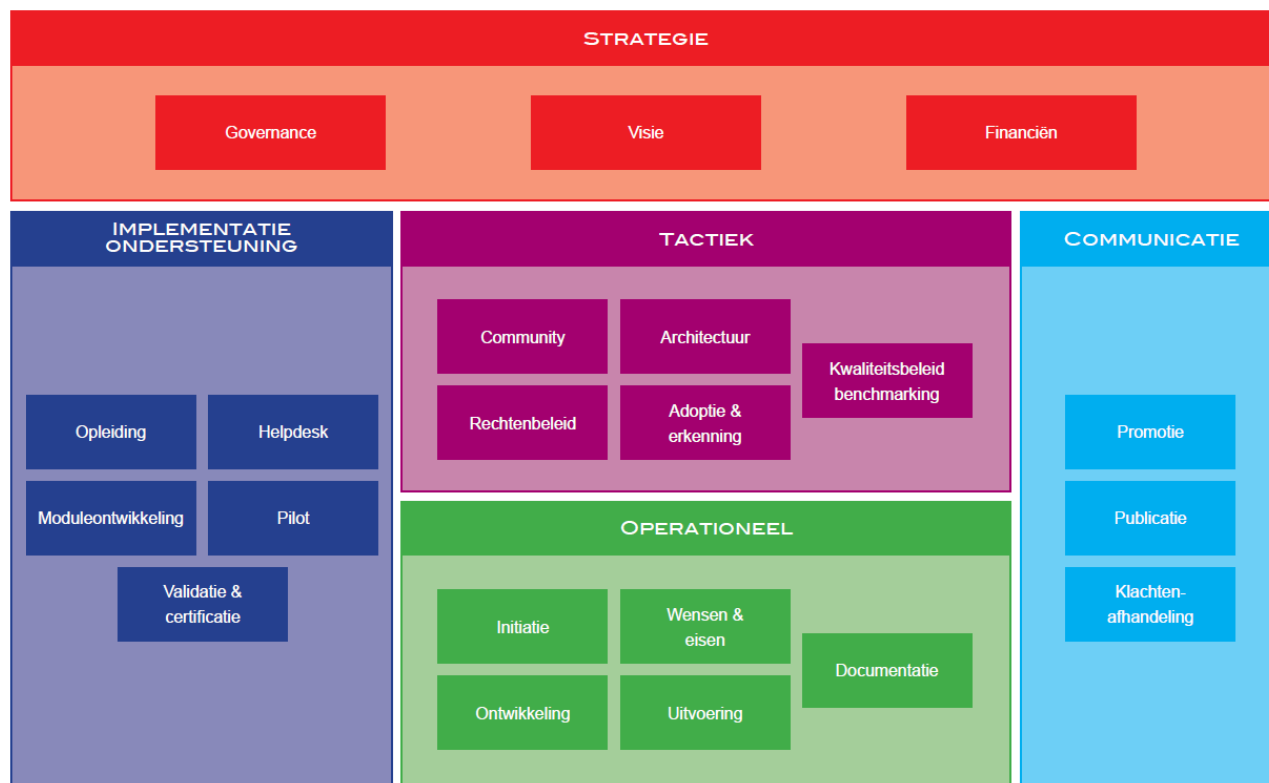 STRATEGIE
Governance
Visie
Financiën
IMPLEMENTATIE
ONDERSTEUNING
Opleiding
Helpdesk
Moduleontwikkeling
Pilot
Validatie &
certificatie
TACTIEK
Community
Architectuur
Rechtenbeleid
Adoptie &
erkenning
Kwaliteitsbeleid
benchmarking
OPERATIONEEL
Initiatie
Wensen &
eisen
Ontwikkeling
Uitvoering
Documentatie
COMMUNICATIE
Promotie
Publicatie
Klachten-
afhandeling